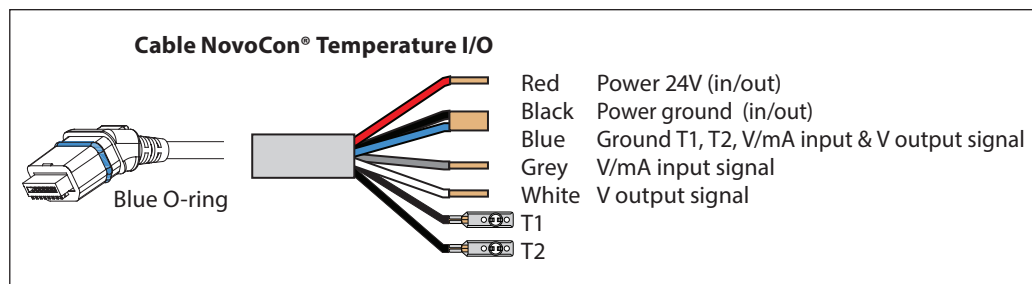 Cable NovoCon® Temperature I/O
Red Power 24V (in/out)
Black Power ground (in/out)
Blue Ground T1, T2, V/mA input & V output signal
Grey V/mA input signal
White V output signal
T1
T2
Blue O-ring